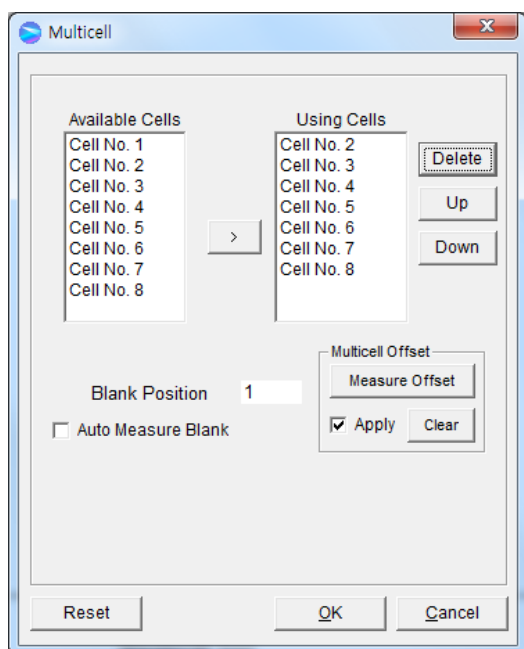 Multicell
Available Cells
Cell No. 1
Cell No. 2
Cell No. 3
Cell No. 4
Cell No. 5
Cell No. 6
Cell No. 7
Cell No. 8
>
Using Cells
Cell No. 2
Cell No. 3
Cell No. 4
Cell No. 5
Cell No. 6
Cell No. 7
Cell No. 8
Delete
Up
Down
Blank Position 1
Auto Measure Blank
Multicell Offset
Measure Offset
Apply Clear
Reset OK Cancel